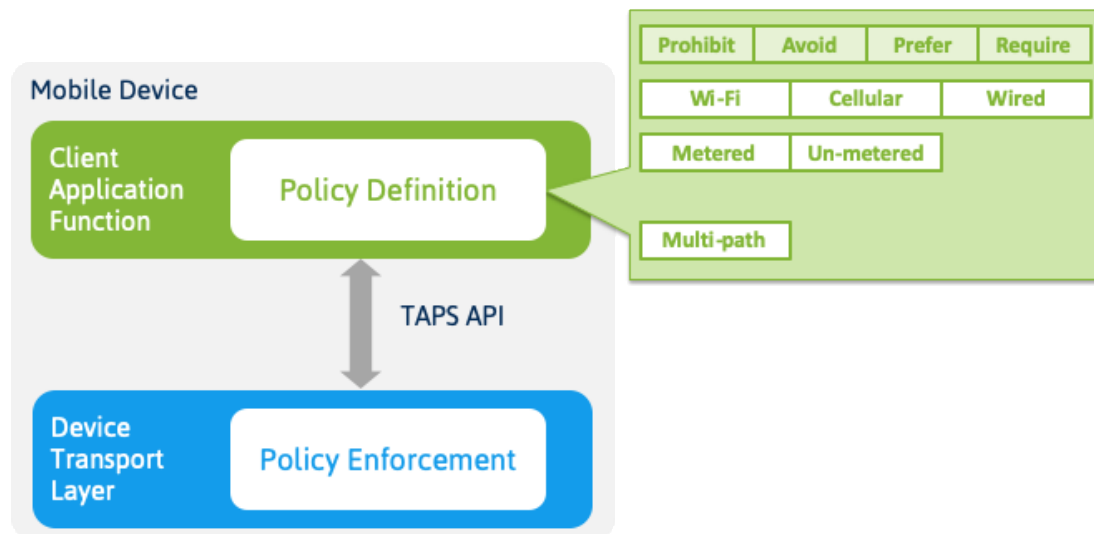 Mobile Device
Client
Application
Function
Policy Definition
Prohibit Avoid Prefer Require
Wi-Fi Cellular Wired
Metered Un-metered
Multi-path
TAPS API
Device
Transport
Layer
Policy Enforcement